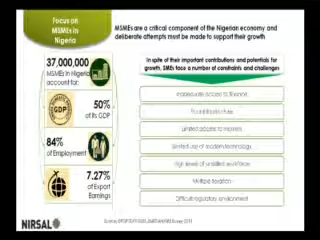 Focus on
MSMEs in
Nigeria
MSMEs are a critical component of the Nigerian economy and
deliberate attempts must be made to support their growth
37,000,000
MSMEs in Nigeria
account for:
GDP
50%
of its GDP
84%
of Employment
7.27%
of Export
Earnings
In spite of their important contributions and potentials for
growth, SMEs face a number of constraints and challenges
Inadequate access to finance
Poor infrastructure
Limited access to markets
Limited use of modern technology
High levels of unskilled workforce
Multiple taxation
Difficult regulatory environment
NIRSAL
Source:
Survey